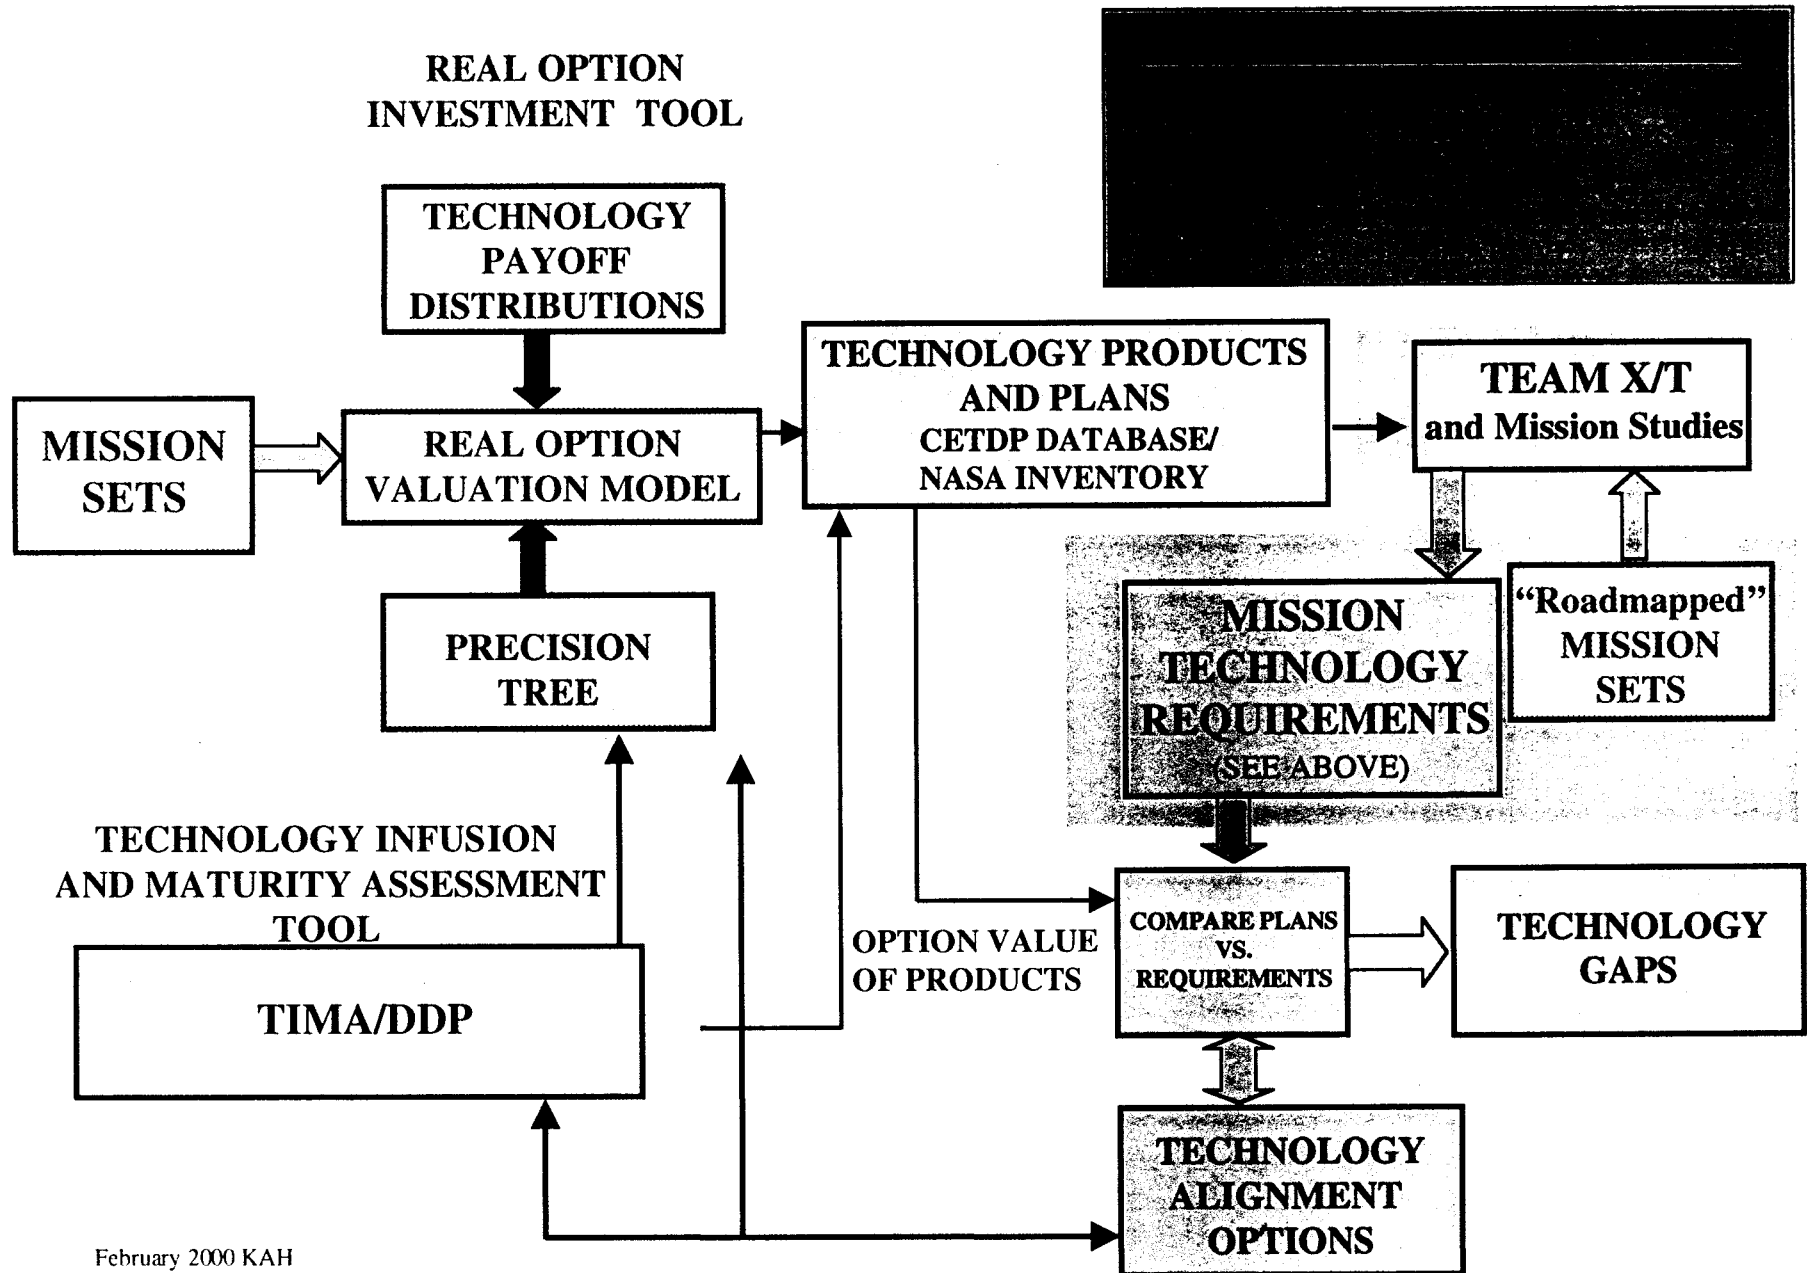 REAL OPTION
INVESTMENT TOOL
TECHNOLOGY
PAYOFF
DISTRIBUTIONS
MISSION
SETS
REAL OPTION
VALUATION MODEL
TECHNOLOGY PRODUCTS
AND PLANS
CETDP DATABASE/
NASA INVENTORY
TEAM X/T
and Mission Studies
PRECISION
TREE
MISSION
TECHNOLOGY
REQUIREMENTS
(SEE ABOVE)
“Roadmapped”
MISSION
SETS
TECHNOLOGY INFUSION
AND MATURITY ASSESSMENT
TOOL
TIMA/DDP
OPTION VALUE
OF PRODUCTS
COMPARE PLANS
VS.
REQUIREMENTS
TECHNOLOGY
GAPS
TECHNOLOGY
ALIGNMENT
OPTIONS
February 2000 KAH